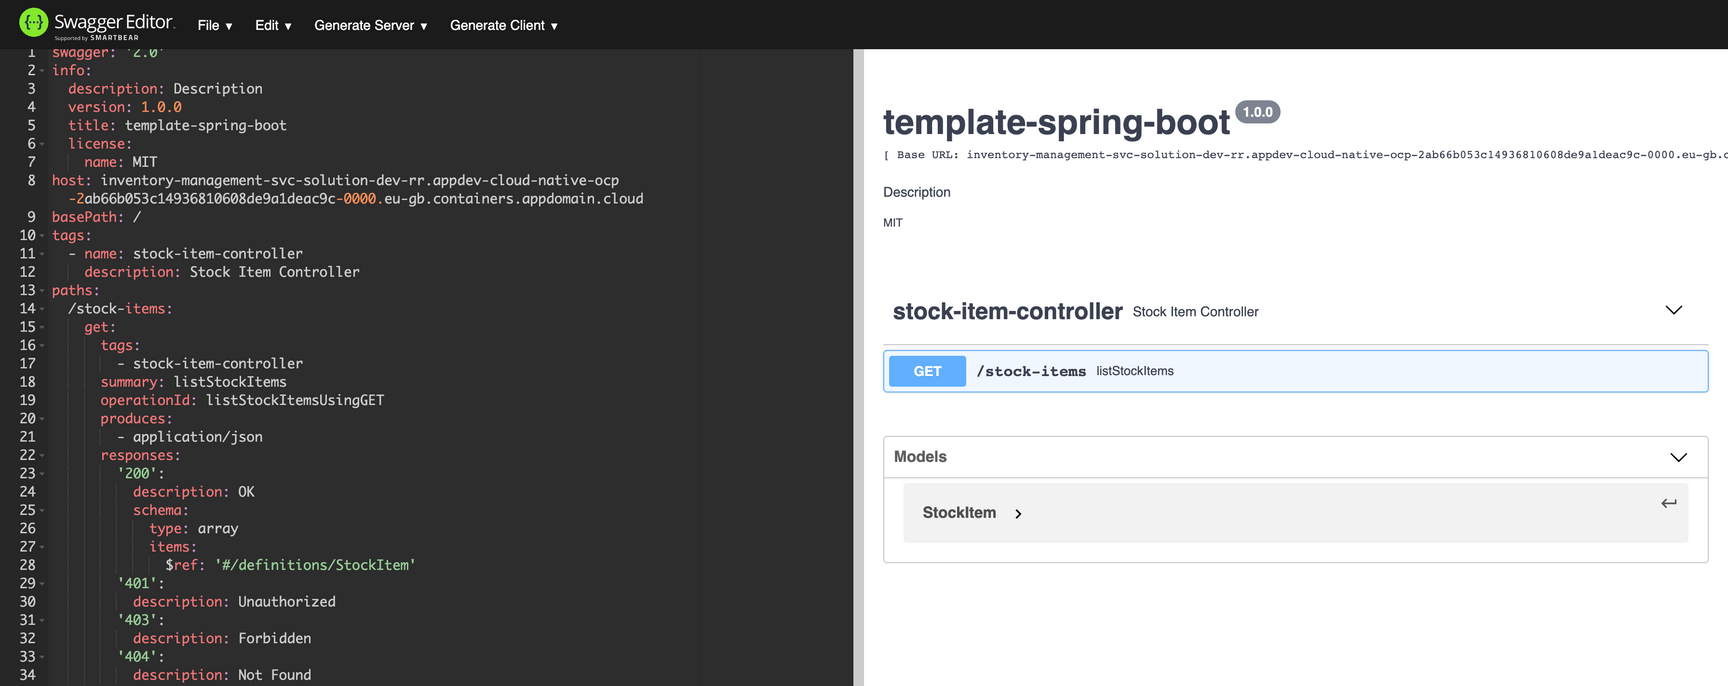 Swagger Editor
Supported by SMARTBEAR
File ▾ Edit ▾ Generate Server ▾ Generate Client ▾
1 swagger: '2.0'
2 info:
3 description: Description
4 version: 1.0.0
5 title: template-spring-boot
6 license:
7 name: MIT
8 host: inventory-management-svc-solution-dev-rr.appdev-cloud-native-ocp
-2ab66b053c14936810608de9a1deac9c-0000.eu-gb.containers.appdomain.cloud
9 basePath: /
10 tags:
11 - name: stock-item-controller
12 description: Stock Item Controller
13 paths:
14 /stock-items:
15 get:
16 tags:
17 - stock-item-controller
18 summary: listStockItems
19 operationId: listStockItemsUsingGET
20 produces:
21 - application/json
22 responses:
23 '200':
24 description: OK
25 schema:
26 type: array
27 items:
28 $ref: '#/definitions/StockItem'
29 '401':
30 description: Unauthorized
31 '403':
32 description: Forbidden
33 '404':
34 description: Not Found
template-spring-boot 1.0.0
[ Base URL: inventory-management-svc-solution-dev-rr.appdev-cloud-native-ocp-2ab66b053c14936810608de9a1deac9c-0000.eu-gb.c
Description
MIT
stock-item-controller Stock Item Controller
GET /stock-items listStockItems
Models
StockItem